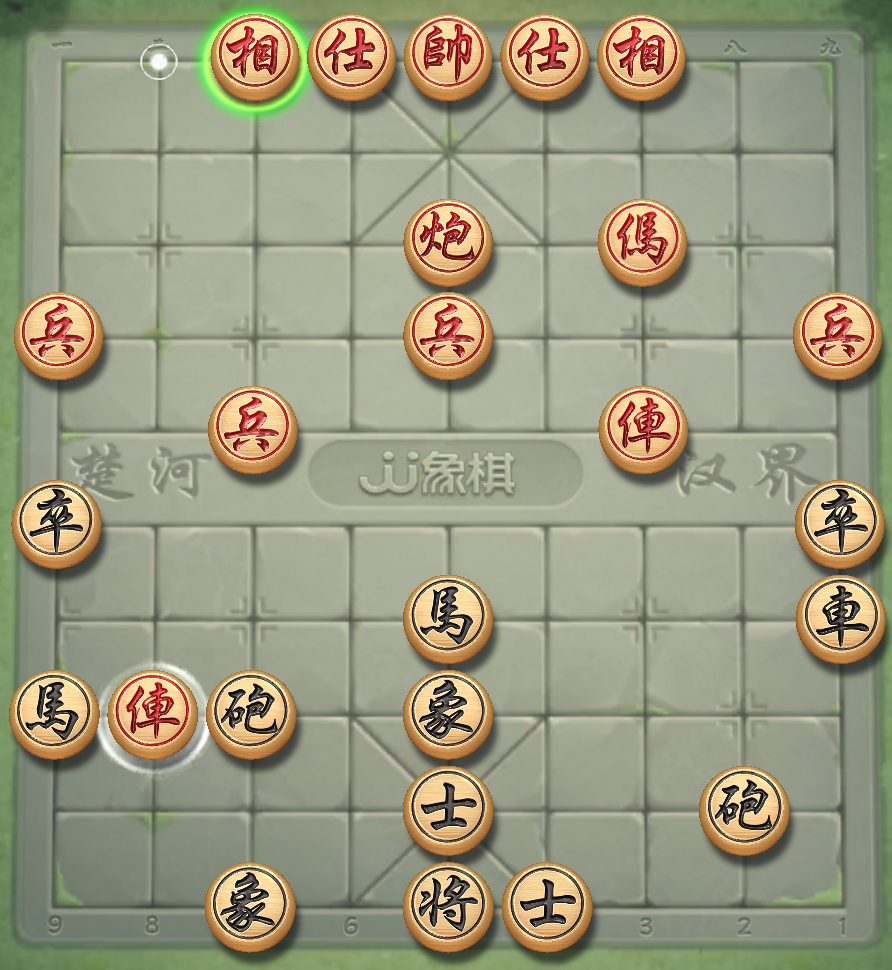 一 八 九
相 仕 帥 仕 相
炮 傌
兵 兵 兵
兵 俥
楚河 JJ象棋 汉界
卒 卒
馬 車
馬 俥 砲 象
士 砲
象 将 士
9 8 6 3 2 1